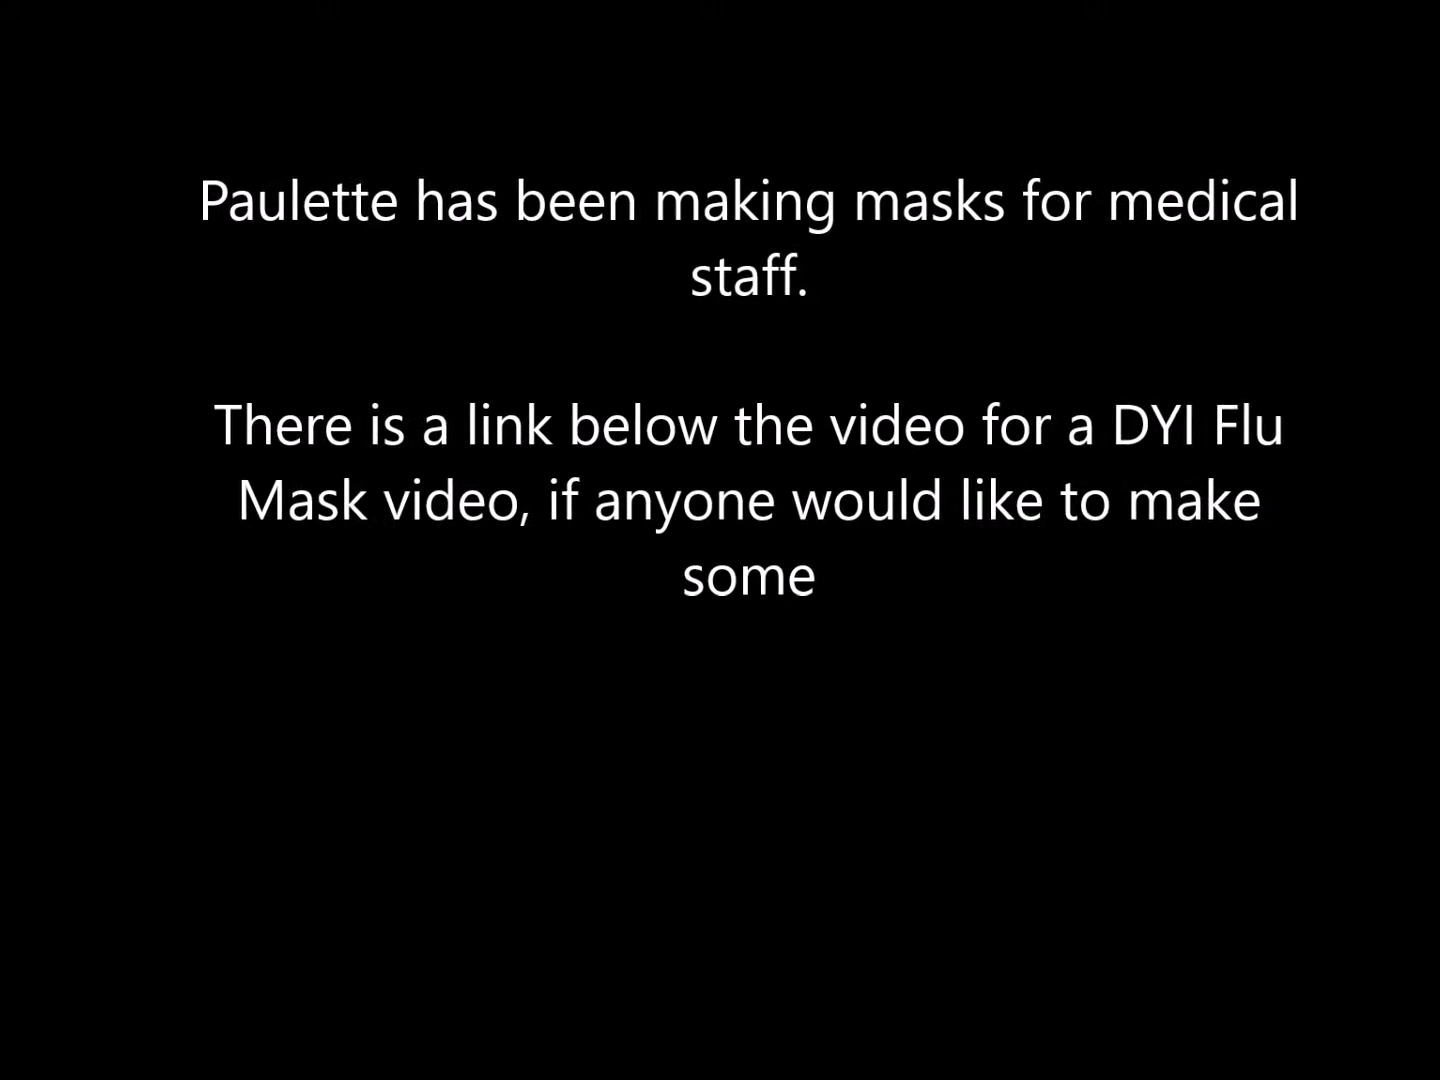 Paulette has been making masks for medical
staff.
There is a link below the video for a DYI Flu
Mask video, if anyone would like to make
some